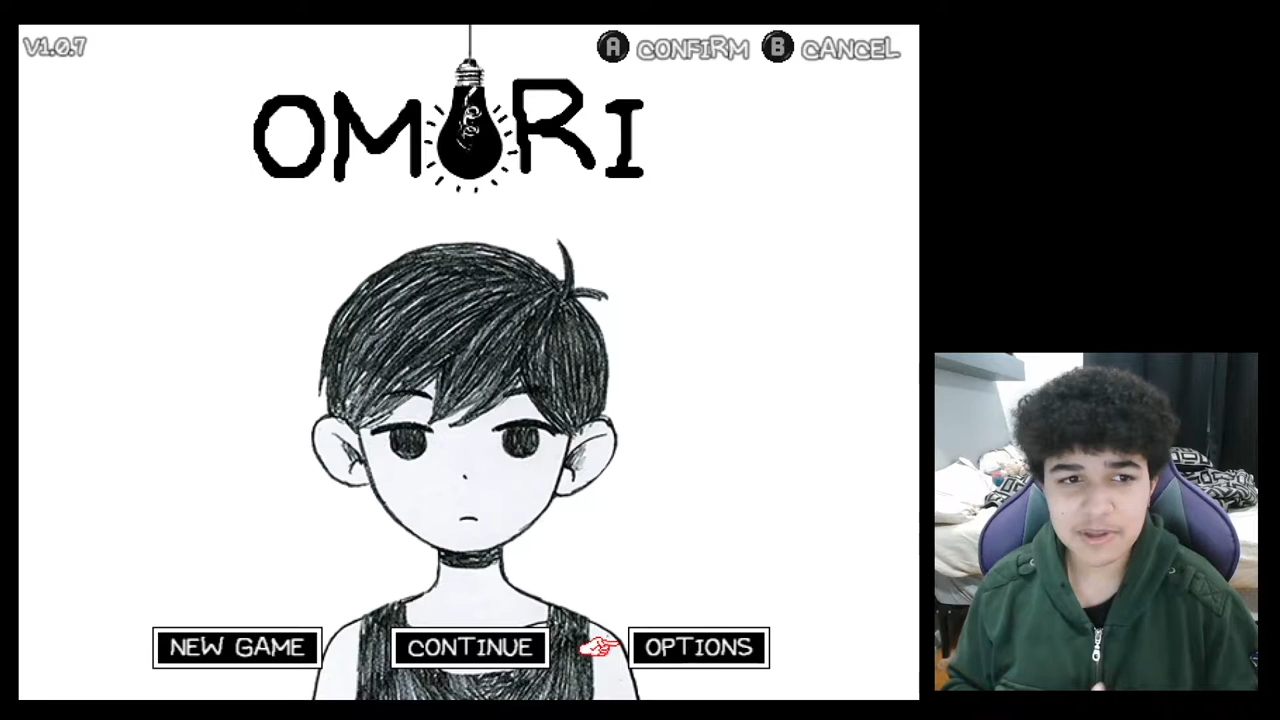 V1.0.7
A CONFIRM B CANCEL
OMORI
NEW GAME
CONTINUE
OPTIONS